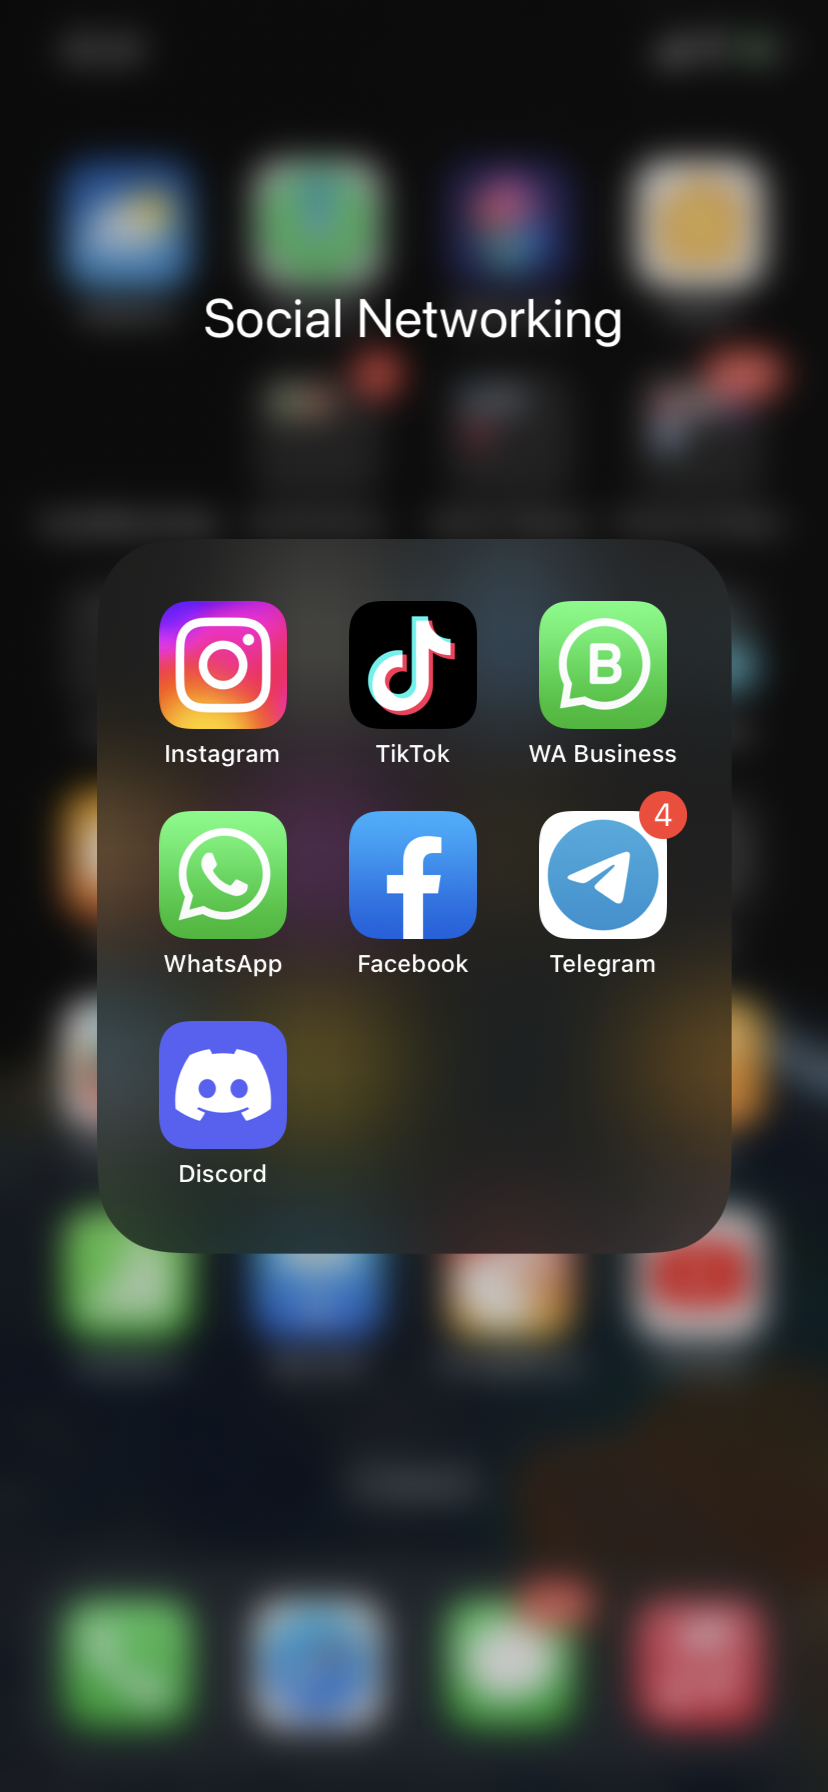 Social Networking
Instagram
TikTok
WA Business
WhatsApp
Facebook
4
Telegram
Discord